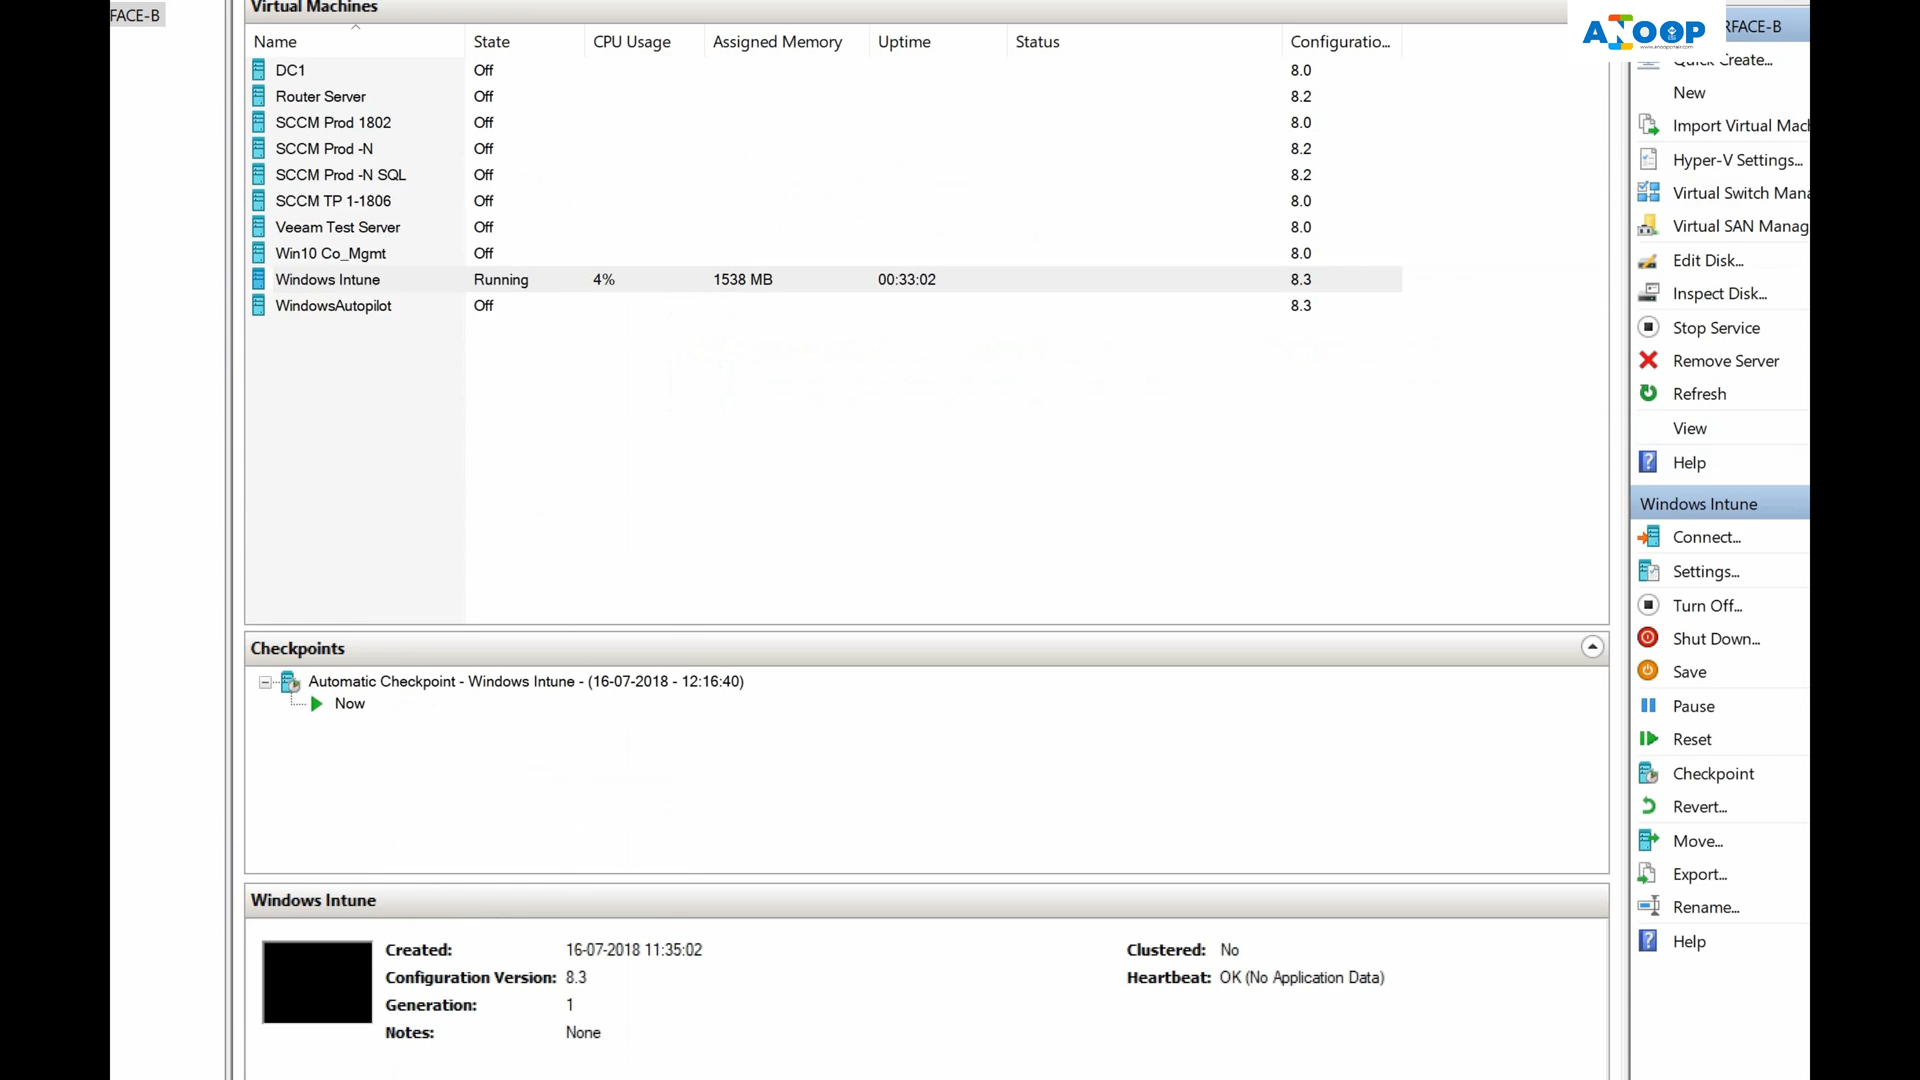 FACE-B
Virtual Machines
Name State CPU Usage Assigned Memory Uptime Status Configuratio...
DC1 Off 8.0
Router Server Off 8.2
SCCM Prod 1802 Off 8.0
SCCM Prod -N Off 8.2
SCCM Prod -N SQL Off 8.2
SCCM TP 1-1806 Off 8.0
Veeam Test Server Off 8.0
Win10 Co_Mgmt Off 8.0
Windows Intune Running 4% 1538 MB 00:33:02 8.3
WindowsAutopilot Off 8.3
Checkpoints
Automatic Checkpoint - Windows Intune - (16-07-2018 - 12:16:40)
Now
Windows Intune
Created: 16-07-2018 11:35:02
Configuration Version: 8.3
Generation: 1
Notes: None
Clustered: No
Heartbeat: OK (No Application Data)
ANOOP
www.anoopcnair.com
RFACE-B
Quick Create...
New
Import Virtual Mach
Hyper-V Settings...
Virtual Switch Mana
Virtual SAN Manag
Edit Disk...
Inspect Disk...
Stop Service
Remove Server
Refresh
View
Help
Windows Intune
Connect...
Settings...
Turn Off...
Shut Down...
Save
Pause
Reset
Checkpoint
Revert...
Move...
Export...
Rename...
Help